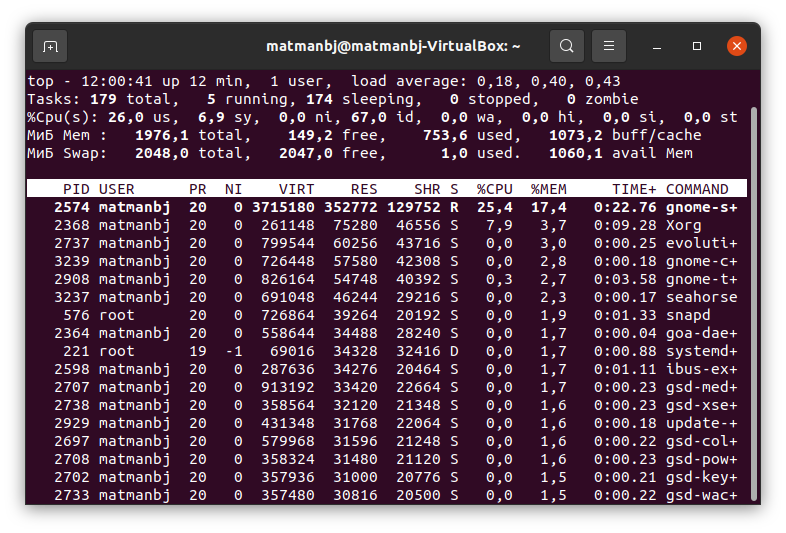 matmanbj@matmanbj-VirtualBox: ~
top - 12:00:41 up 12 min,  1 user,  load average: 0,18, 0,40, 0,43
Tasks: 179 total,   5 running, 174 sleeping,   0 stopped,   0 zombie
%Cpu(s): 26,0 us,  6,9 sy,  0,0 ni, 67,0 id,  0,0 wa,  0,0 hi,  0,0 si,  0,0 st
МиБ Mem :   1976,1 total,    149,2 free,    753,6 used,   1073,2 buff/cache
МиБ Swap:   2048,0 total,   2047,0 free,      1,0 used.   1060,1 avail Mem
PID USER      PR  NI    VIRT    RES    SHR S  %CPU  %MEM     TIME+ COMMAND
2574 matmanbj  20   0 3715180 352772 129752 R  25,4  17,4   0:22.76 gnome-s+
2368 matmanbj  20   0  261148  75280  46556 S   7,9   3,7   0:09.28 Xorg
2737 matmanbj  20   0  799544  60256  43716 S   0,0   3,0   0:00.25 evoluti+
3239 matmanbj  20   0  726448  57580  42308 S   0,0   2,8   0:00.18 gnome-c+
2908 matmanbj  20   0  826164  54748  40392 S   0,3   2,7   0:03.58 gnome-t+
3237 matmanbj  20   0  691048  46244  29216 S   0,0   2,3   0:00.17 seahorse
576 root      20   0  726864  39264  20192 S   0,0   1,9   0:01.33 snapd
2364 matmanbj  20   0  558644  34488  28240 S   0,0   1,7   0:00.04 goa-dae+
221 root      19  -1   69016  34328  32416 D   0,0   1,7   0:00.88 systemd+
2598 matmanbj  20   0  287636  34276  20464 S   0,0   1,7   0:01.11 ibus-ex+
2707 matmanbj  20   0  913192  33420  22664 S   0,0   1,7   0:00.23 gsd-med+
2738 matmanbj  20   0  358564  32120  21348 S   0,0   1,6   0:00.23 gsd-xse+
2929 matmanbj  20   0  431348  31768  22064 S   0,0   1,6   0:00.18 update-+
2697 matmanbj  20   0  579968  31596  21248 S   0,0   1,6   0:00.22 gsd-col+
2708 matmanbj  20   0  358324  31480  21120 S   0,0   1,6   0:00.23 gsd-pow+
2702 matmanbj  20   0  357936  31000  20776 S   0,0   1,5   0:00.21 gsd-key+
2733 matmanbj  20   0  357480  30816  20500 S   0,0   1,5   0:00.22 gsd-wac+